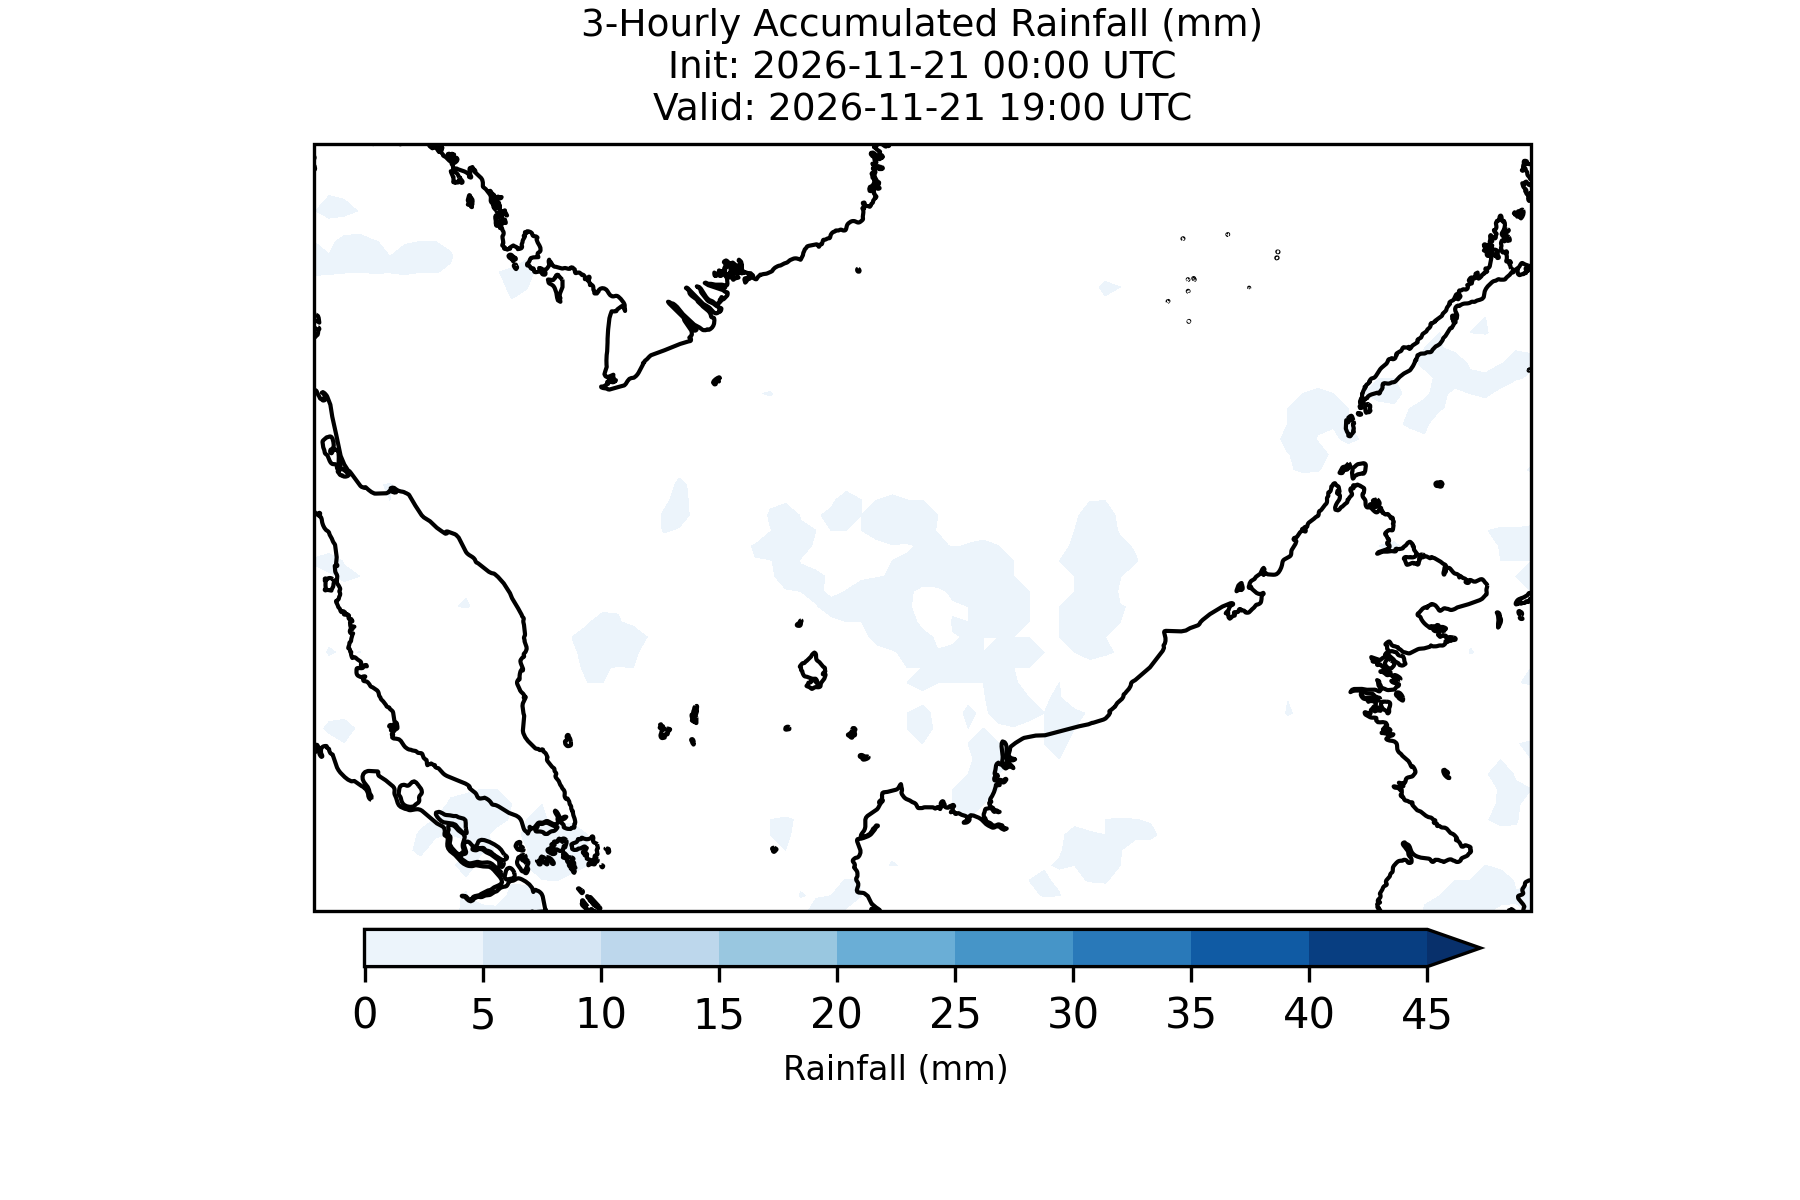 3-Hourly Accumulated Rainfall (mm)
Init: 2026-11-21 00:00 UTC
Valid: 2026-11-21 19:00 UTC
0 5 10 15 20 25 30 35 40 45
Rainfall (mm)